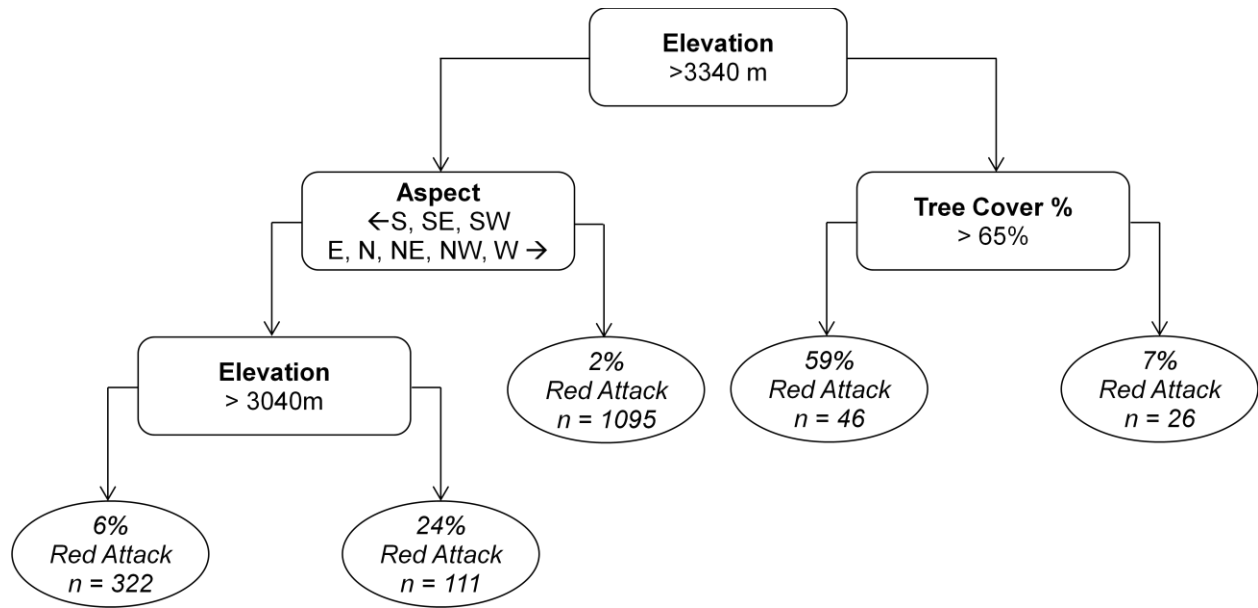 Elevation
>3340 m
Aspect
←S, SE, SW
E, N, NE, NW, W →
Tree Cover %
> 65%
Elevation
> 3040m
2%
Red Attack
n = 1095
59%
Red Attack
n = 46
7%
Red Attack
n = 26
6%
Red Attack
n = 322
24%
Red Attack
n = 111